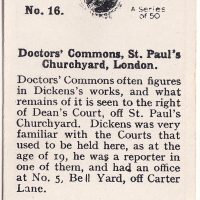 No. 16.
A Series
of 50
Doctors' Commons, St. Paul's
Churchyard, London.
Doctors' Commons often figures
in Dickens's works, and what
remains of it is seen to the right
of Dean's Court, off St. Paul's
Churchyard. Dickens was very
familiar with the Courts that
used to be held here, as at the
age of 19, he was a reporter in
one of them, and had an office
at No. 5, Bell Yard, off Carter
Lane.